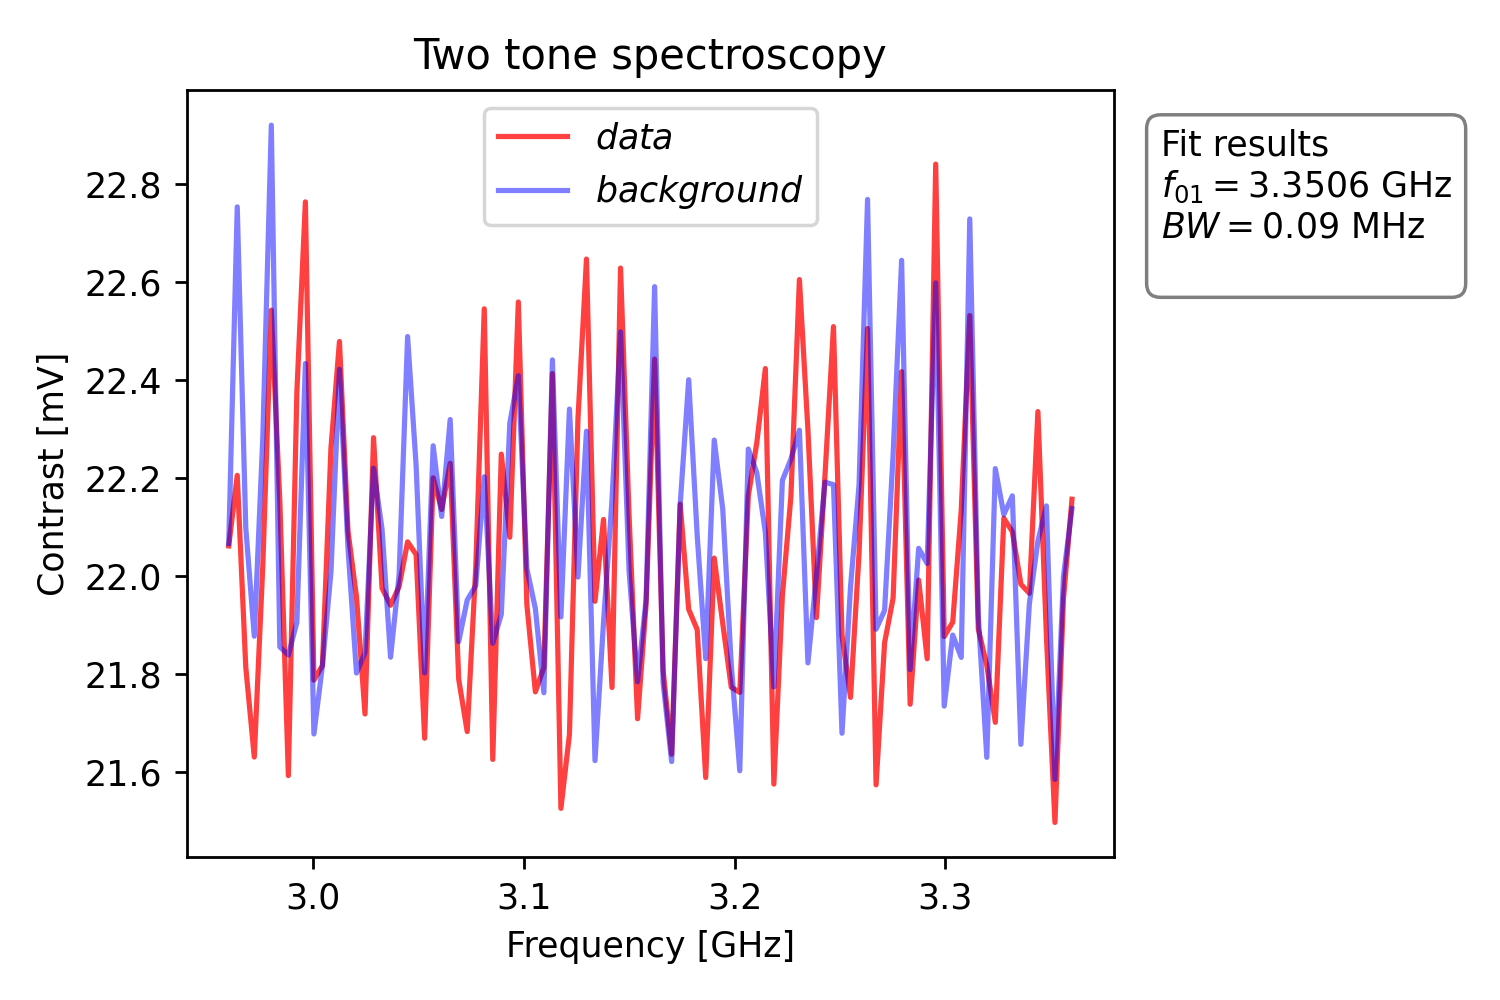 Two tone spectroscopy
data
background
Fit results
f01 = 3.3506 GHz
BW = 0.09 MHz
Contrast [mV]
22.8
22.6
22.4
22.2
22.0
21.8
21.6
3.0 3.1 3.2 3.3
Frequency [GHz]